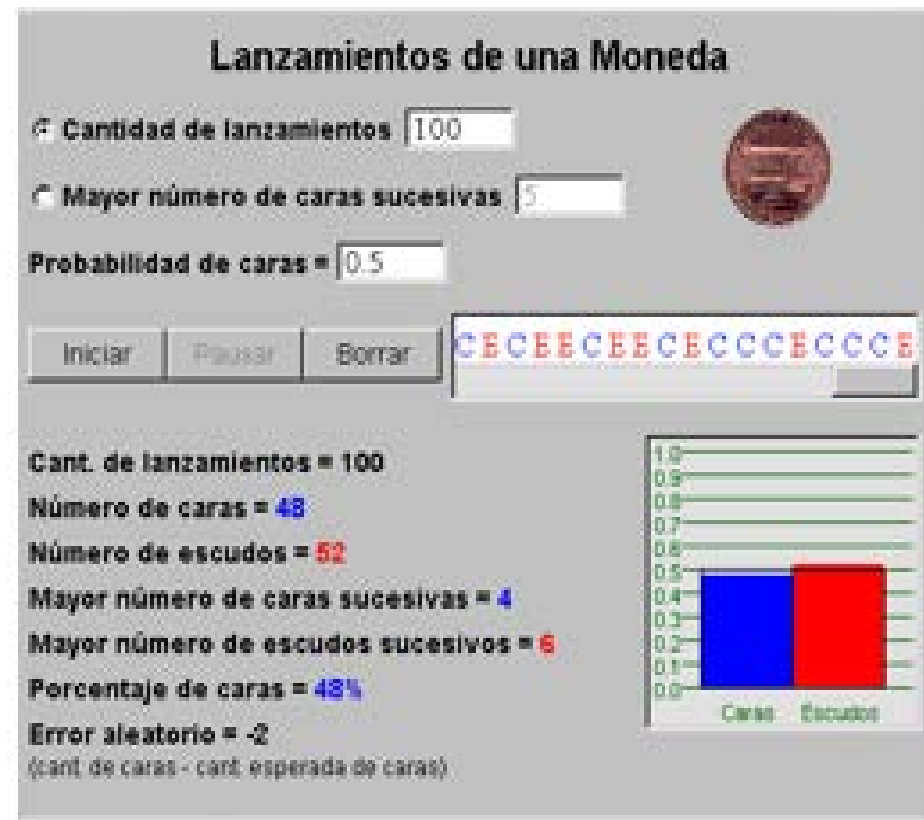 Lanzamientos de una Moneda
Cantidad de lanzamientos 100
Mayor número de caras sucesivas 5
Probabilidad de caras = 0.5
Iniciar Pausar Borrar
C E C E E C E E C E C C C E C C C E
Cant. de lanzamientos = 100
Número de caras = 48
Número de escudos = 52
Mayor número de caras sucesivas = 4
Mayor número de escudos sucesivos = 6
Porcentaje de caras = 48%
Error aleatorio = -2
(cant. de caras - cant. esperada de caras)
1.0
0.9
0.8
0.7
0.6
0.5
0.4
0.3
0.2
0.1
0.0
Caras Escudos